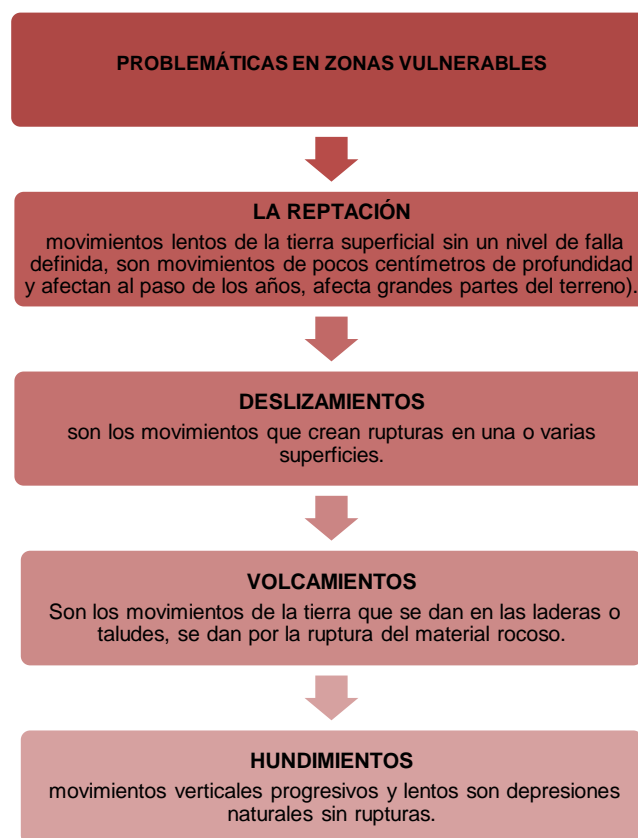 PROBLEMÁTICAS EN ZONAS VULNERABLES
LA REPTACIÓN
movimientos lentos de la tierra superficial sin un nivel de falla
definida, son movimientos de pocos centímetros de profundidad
y afectan al paso de los años, afecta grandes partes del terreno).
DESLIZAMIENTOS
son los movimientos que crean rupturas en una o varias
superficies.
VOLCAMIENTOS
Son los movimientos de la tierra que se dan en las laderas o
taludes, se dan por la ruptura del material rocoso.
HUNDIMIENTOS
movimientos verticales progresivos y lentos son depresiones
naturales sin rupturas.